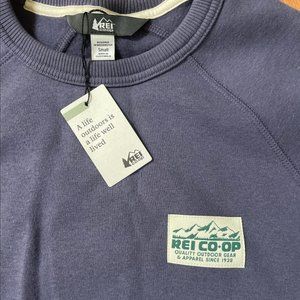 REI
Small
A life
outdoors is
a life well
lived
REI
REI CO·OP
QUALITY OUTDOOR GEAR
& APPAREL SINCE 1938